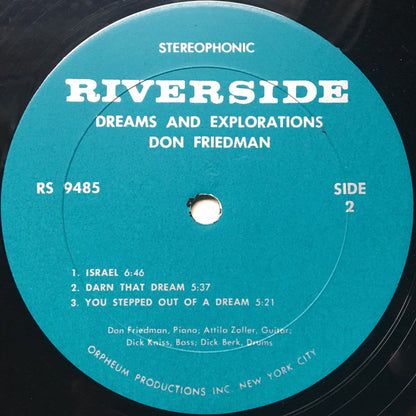 STEREOPHONIC
RIVERSIDE
DREAMS AND EXPLORATIONS
DON FRIEDMAN
RS 9485
SIDE
2
1. ISRAEL 6:46
2. DARN THAT DREAM 5:37
3. YOU STEPPED OUT OF A DREAM 5:21
Don Friedman, Piano; Attila Zoller, Guitar;
Dick Kniss, Bass; Dick Berk, Drums
ORPHEUM PRODUCTIONS INC. NEW YORK CITY